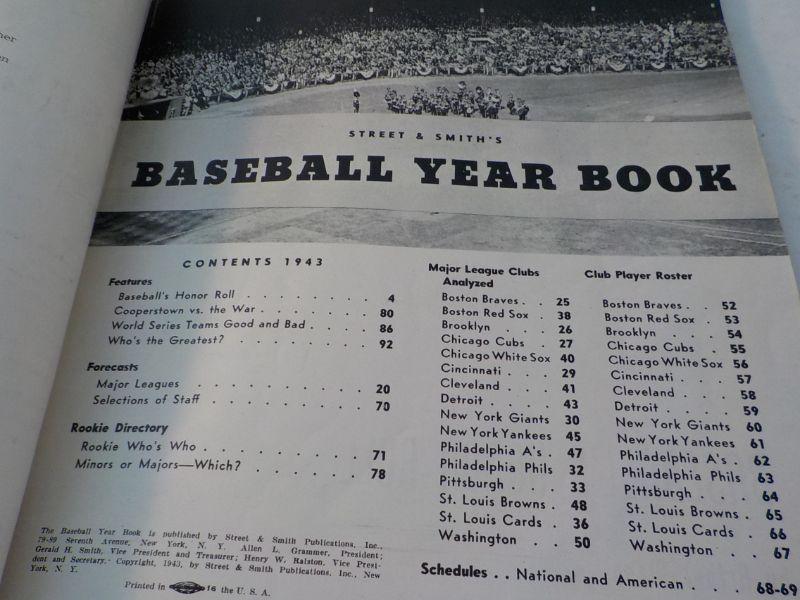 ner
en
STREET & SMITH'S
BASEBALL YEAR BOOK
CONTENTS 1943
Features
Baseball's Honor Roll . . . . . . . . 4
Cooperstown vs. the War . . . . . . . 80
World Series Teams Good and Bad . . . . 86
Who's the Greatest? . . . . . . . . 92
Forecasts
Major Leagues . . . . . . . . . . 20
Selections of Staff . . . . . . . . . 70
Rookie Directory
Rookie Who's Who . . . . . . . . . 71
Minors or Majors—Which? . . . . . . 78
Major League Clubs
Analyzed
Boston Braves . . 25
Boston Red Sox . 38
Brooklyn . . . 26
Chicago Cubs . . 27
Chicago White Sox 40
Cincinnati . . . 29
Cleveland . . . 41
Detroit . . . . 43
New York Giants 30
New York Yankees 45
Philadelphia A's . 47
Philadelphia Phils 32
Pittsburgh . . . 33
St. Louis Browns . 48
St. Louis Cards . 36
Washington . . 50
Club Player Roster
Boston Braves . . 52
Boston Red Sox . 53
Brooklyn . . . 54
Chicago Cubs . . 55
Chicago White Sox 56
Cincinnati . . . 57
Cleveland . . . 58
Detroit . . . . 59
New York Giants 60
New York Yankees 61
Philadelphia A's . 62
Philadelphia Phils 63
Pittsburgh . . . 64
St. Louis Browns . 65
St. Louis Cards . 66
Washington . . 67
Schedules . . National and American . . . 68-69
The Baseball Year Book is published by Street & Smith Publications, Inc.,
79-89 Seventh Avenue, New York, N. Y. Allen L. Grammer, President;
Gerald H. Smith, Vice President and Treasurer; Henry W. Ralston, Vice Presi-
dent and Secretary. Copyright, 1943, by Street & Smith Publications, Inc., New
York, N. Y.
Printed in 16 the U. S. A.